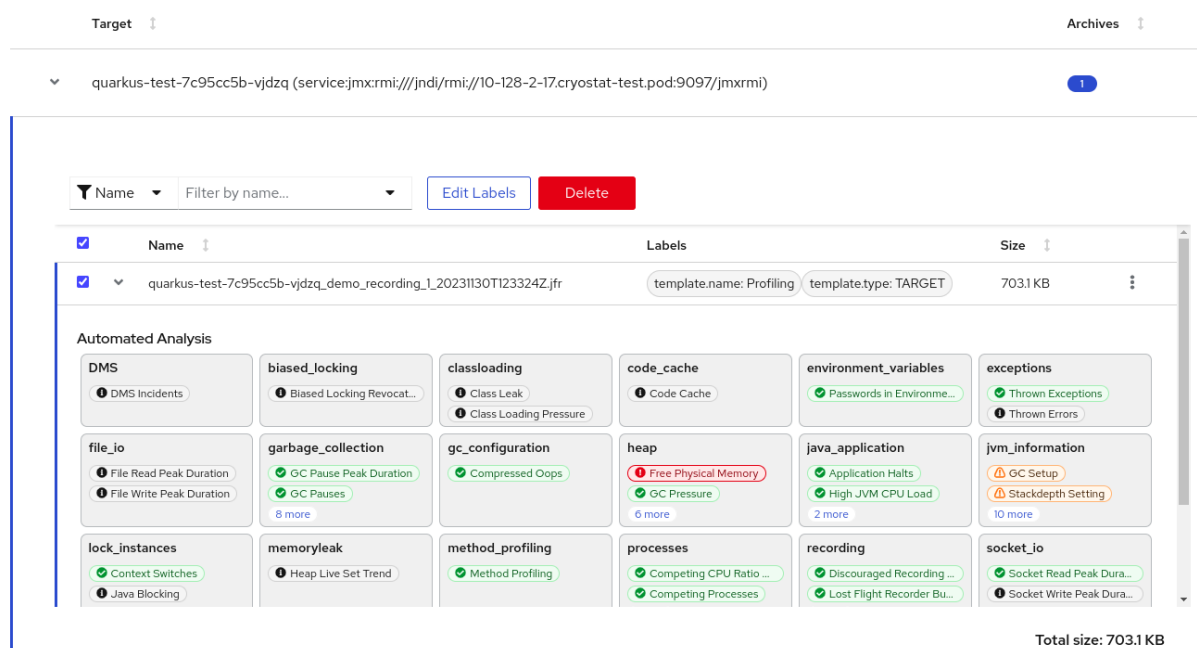 Target Archives
quarkus-test-7c95cc5b-vjdzq (service:jmx:rmi:///jndi/rmi://10-128-2-17.cryostat-test.pod:9097/jmxrmi) 1
Name Filter by name... Edit Labels Delete
Name Labels Size
quarkus-test-7c95cc5b-vjdzq_demo_recording_1_20231130T123324Z.jfr template.name: Profiling template.type: TARGET 703.1 KB
Automated Analysis
DMS biased_locking classloading code_cache environment_variables exceptions
DMS Incidents Biased Locking Revocat... Class Leak Code Cache Passwords in Environme... Thrown Exceptions
Class Loading Pressure Thrown Errors
file_io garbage_collection gc_configuration heap java_application jvm_information
File Read Peak Duration GC Pause Peak Duration Compressed Oops Free Physical Memory Application Halts GC Setup
File Write Peak Duration GC Pauses GC Pressure High JVM CPU Load Stackdepth Setting
8 more 6 more 2 more 10 more
lock_instances memoryleak method_profiling processes recording socket_io
Context Switches Heap Live Set Trend Method Profiling Competing CPU Ratio ... Discouraged Recording ... Socket Read Peak Dura...
Java Blocking Competing Processes Lost Flight Recorder Bu... Socket Write Peak Dura...
Total size: 703.1 KB